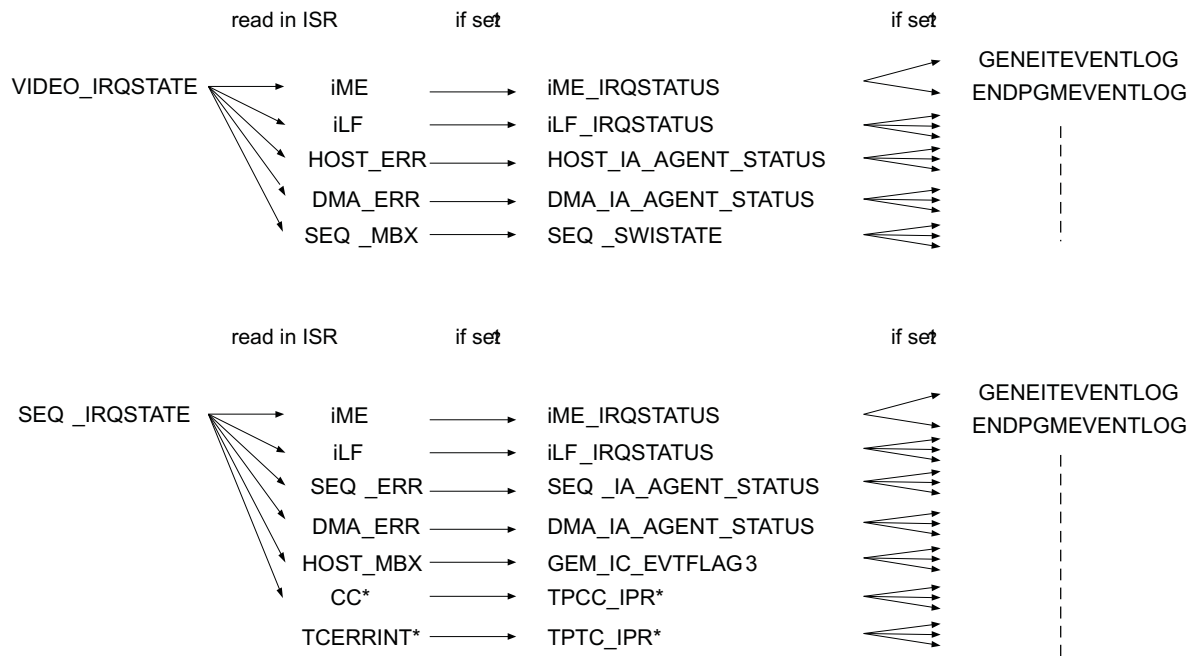 read in ISR if set?
if set?
GENEITEVENTLOG
VIDEO_IRQSTATE iME iME_IRQSTATUS
ENDPGMEVENTLOG
iLF iLF_IRQSTATUS
HOST_ERR HOST_IA_AGENT_STATUS
DMA_ERR DMA_IA_AGENT_STATUS
SEQ _MBX SEQ _SWISTATE
read in ISR if set?
if set?
GENEITEVENTLOG
SEQ _IRQSTATE iME iME_IRQSTATUS
ENDPGMEVENTLOG
iLF iLF_IRQSTATUS
SEQ _ERR SEQ _IA_AGENT_STATUS
DMA_ERR DMA_IA_AGENT_STATUS
HOST_MBX GEM_IC_EVTFLAG3
CC* TPCC_IPR*
TCERRINT* TPTC_IPR*